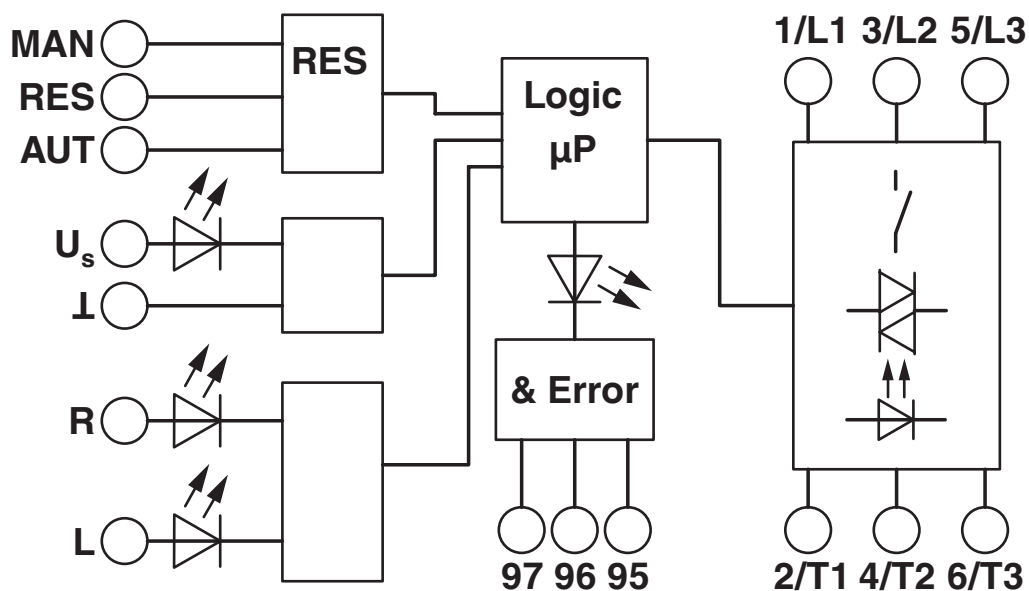 MAN
RES
AUT
RES
Us
⊥
R
L
Logic
µP
& Error
97 96 95
1/L1 3/L2 5/L3
2/T1 4/T2 6/T3